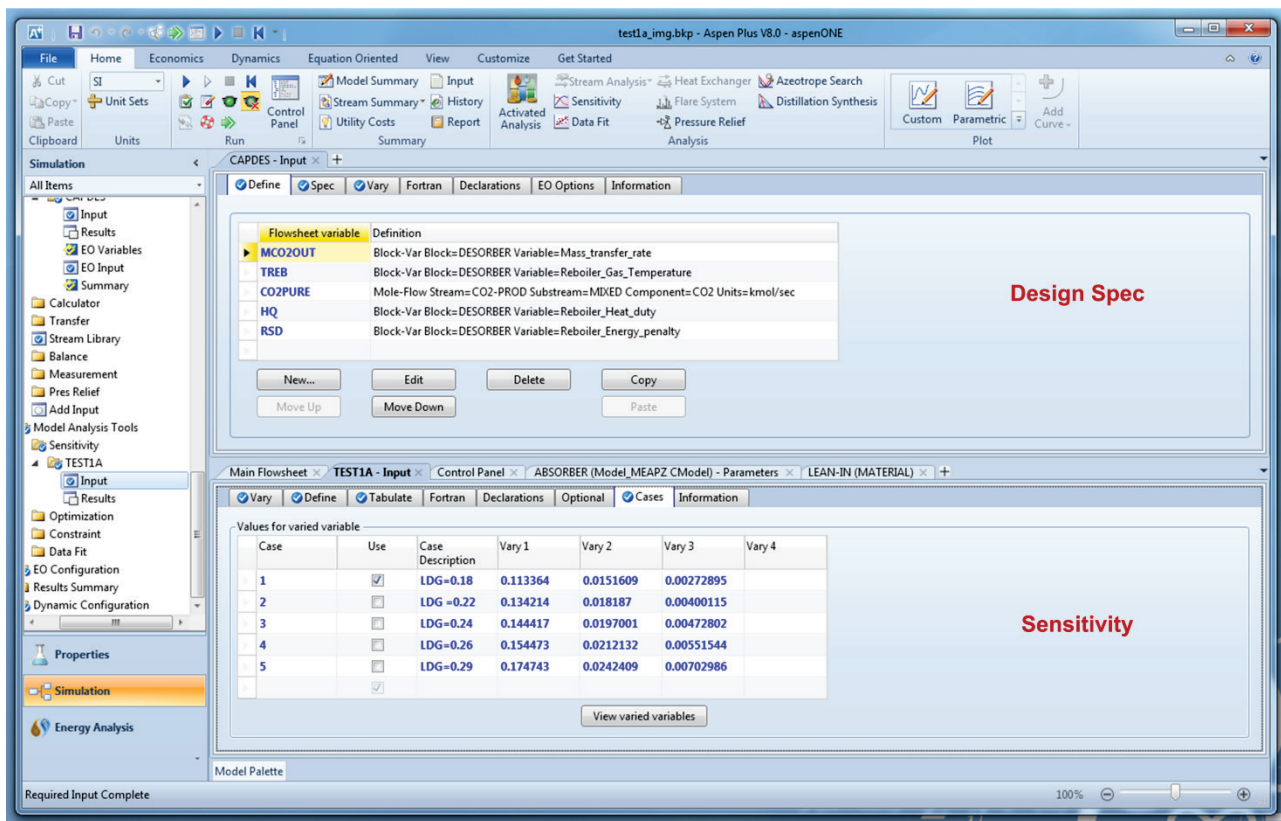 test1a_img.bkp - Aspen Plus V8.0 - aspenONE
File Home Economics Dynamics Equation Oriented View Customize Get Started
Cut SI Model Summary Input Stream Analysis Heat Exchanger Azeotrope Search
Copy Unit Sets Stream Summary History Sensitivity Flare System Distillation Synthesis
Paste Control Panel Utility Costs Report Activated Analysis Data Fit Pressure Relief Custom Parametric Add Curve
Clipboard Units Run Summary Analysis Plot
Simulation
All Items
CAPDES
Input
Results
EO Variables
EO Input
Summary
Calculator
Transfer
Stream Library
Balance
Measurement
Pres Relief
Add Input
Model Analysis Tools
Sensitivity
TEST1A
Input
Results
Optimization
Constraint
Data Fit
EO Configuration
Results Summary
Dynamic Configuration
Properties
Simulation
Energy Analysis
CAPDES - Input
Define Spec Vary Fortran Declarations EO Options Information
Flowsheet variable Definition
MCO2OUT Block-Var Block=DESORBER Variable=Mass_transfer_rate
TREB Block-Var Block=DESORBER Variable=Reboiler_Gas_Temperature
CO2PURE Mole-Flow Stream=CO2-PROD Substream=MIXED Component=CO2 Units=kmol/sec
HQ Block-Var Block=DESORBER Variable=Reboiler_Heat_duty
RSD Block-Var Block=DESORBER Variable=Reboiler_Energy_penalty
New... Edit Delete Copy
Move Up Move Down Paste
Design Spec
Main Flowsheet TEST1A - Input Control Panel ABSORBER (Model_MEAPZ CModel) - Parameters LEAN-IN (MATERIAL)
Vary Define Tabulate Fortran Declarations Optional Cases Information
Values for varied variable
Case Use Case Description Vary 1 Vary 2 Vary 3 Vary 4
1 LDG=0.18 0.113364 0.0151609 0.00272895
2 LDG =0.22 0.134214 0.018187 0.00400115
3 LDG=0.24 0.144417 0.0197001 0.00472802
4 LDG=0.26 0.154473 0.0212132 0.00551544
5 LDG=0.29 0.174743 0.0242409 0.00702986
View varied variables
Sensitivity
Model Palette
Required Input Complete 100%